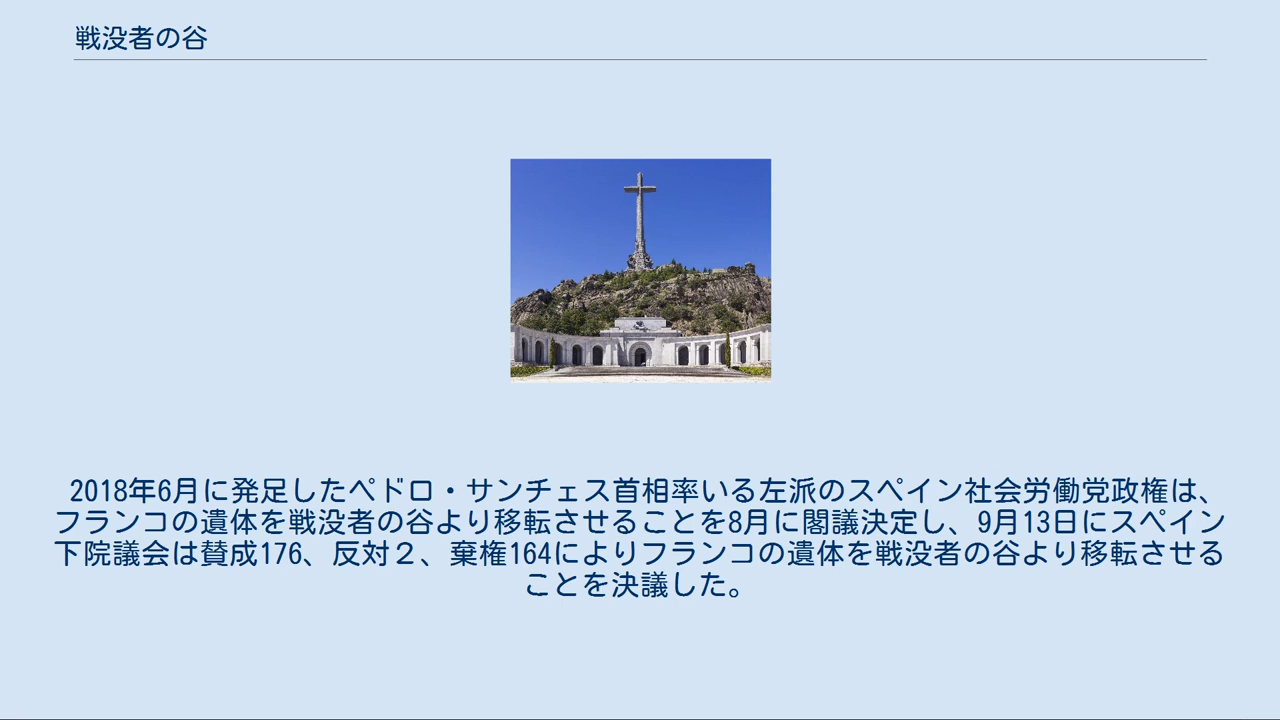 戦没者の谷
2018年6月に発足したペドロ・サンチェス首相率いる左派のスペイン社会労働党政権は、
フランコの遺体を戦没者の谷より移転させることを8月に閣議決定し、9月13日にスペイン
下院議会は賛成176、反対２、棄権164によりフランコの遺体を戦没者の谷より移転させる
ことを決議した。